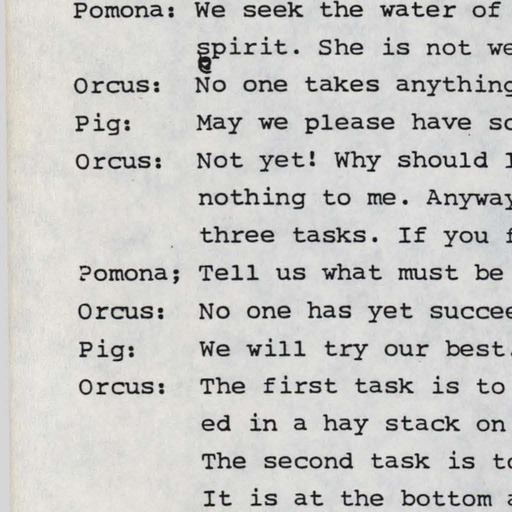 Pomona: We seek the water of
spirit. She is not we
Orcus: No one takes anything
Pig: May we please have so
Orcus: Not yet! Why should I
nothing to me. Anyway
three tasks. If you f
Pomona; Tell us what must be
Orcus: No one has yet succee
Pig: We will try our best.
Orcus: The first task is to
ed in a hay stack on
The second task is to
It is at the bottom a